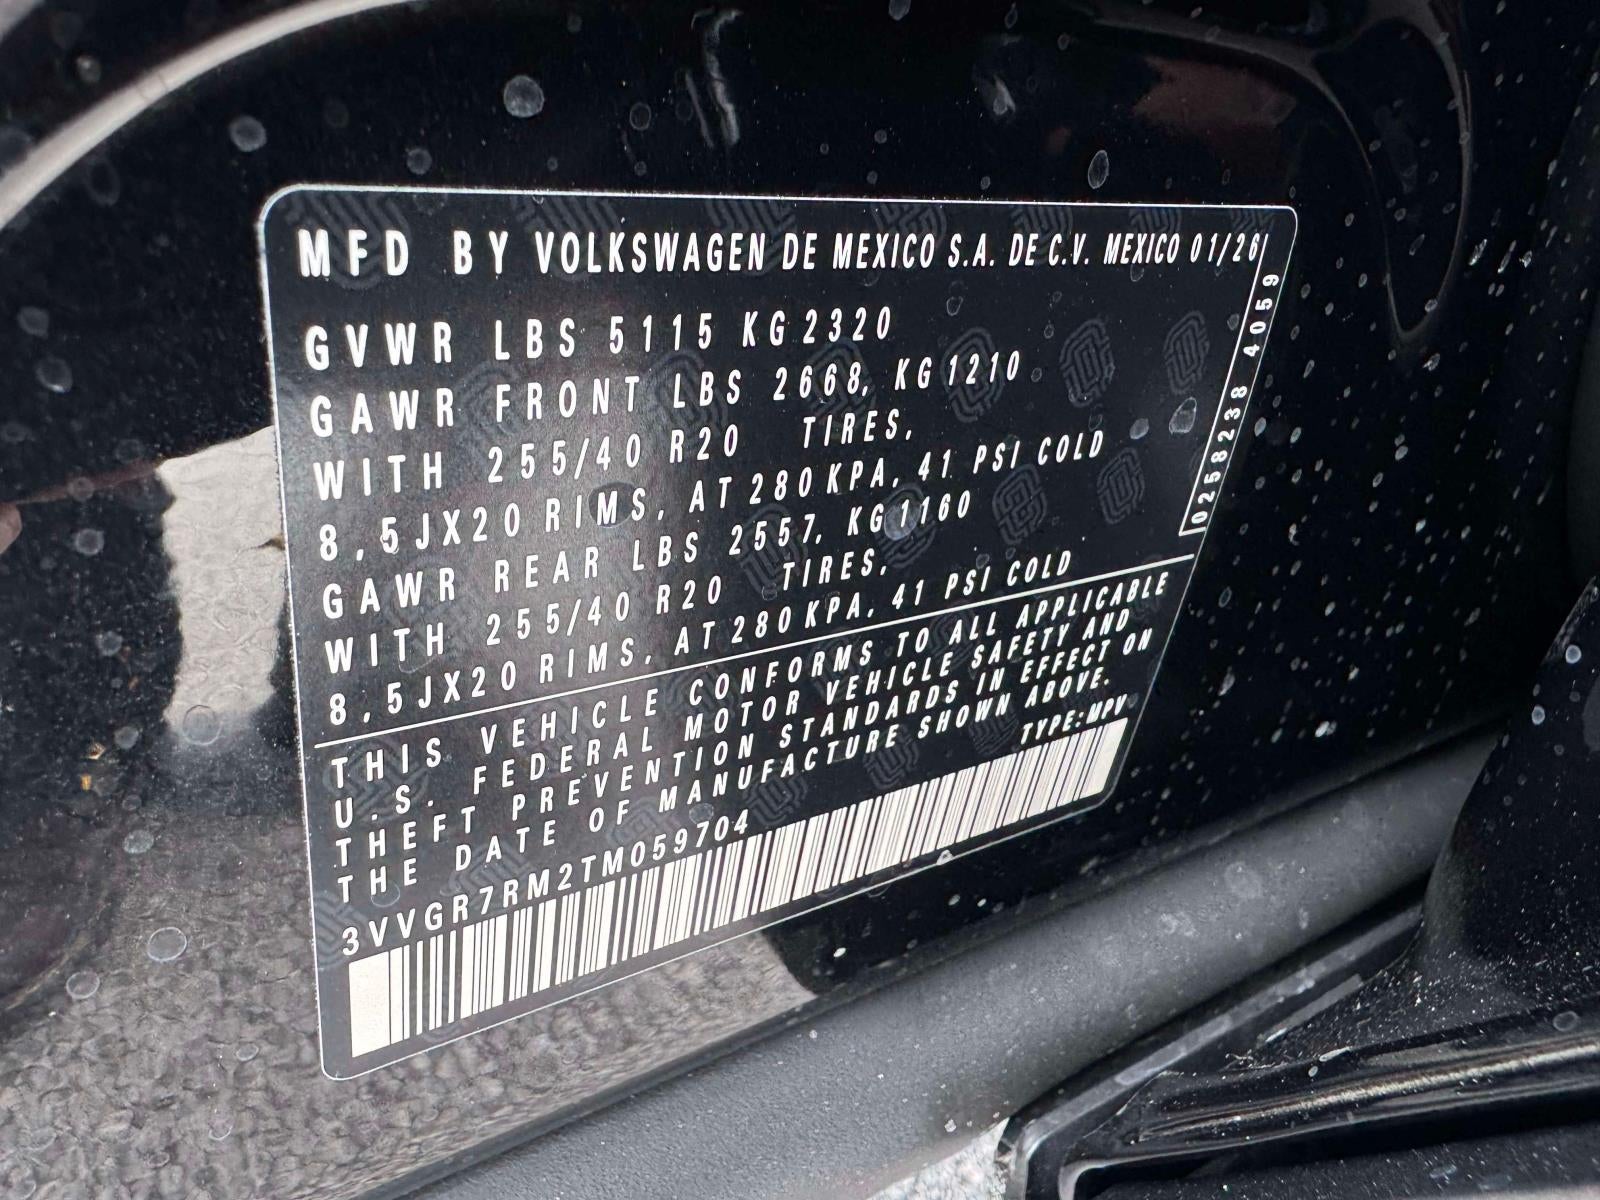 MFD BY VOLKSWAGEN DE MEXICO S.A. DE C.V. MEXICO 01/26
GVWR LBS 5115 KG 2320
GAWR FRONT LBS 2668, KG 1210
WITH 255/40 R20 TIRES,
8,5JX20 RIMS, AT 280 KPA, 41 PSI COLD
GAWR REAR LBS 2557, KG 1160
WITH 255/40 R20 TIRES,
8,5JX20 RIMS, AT 280 KPA, 41 PSI COLD
0258238 4059
THIS VEHICLE CONFORMS TO ALL APPLICABLE
U.S. FEDERAL MOTOR VEHICLE SAFETY AND
THEFT PREVENTION STANDARDS IN EFFECT ON
THE DATE OF MANUFACTURE SHOWN ABOVE.
TYPE: MPV
3VVGR7RM2TM059704